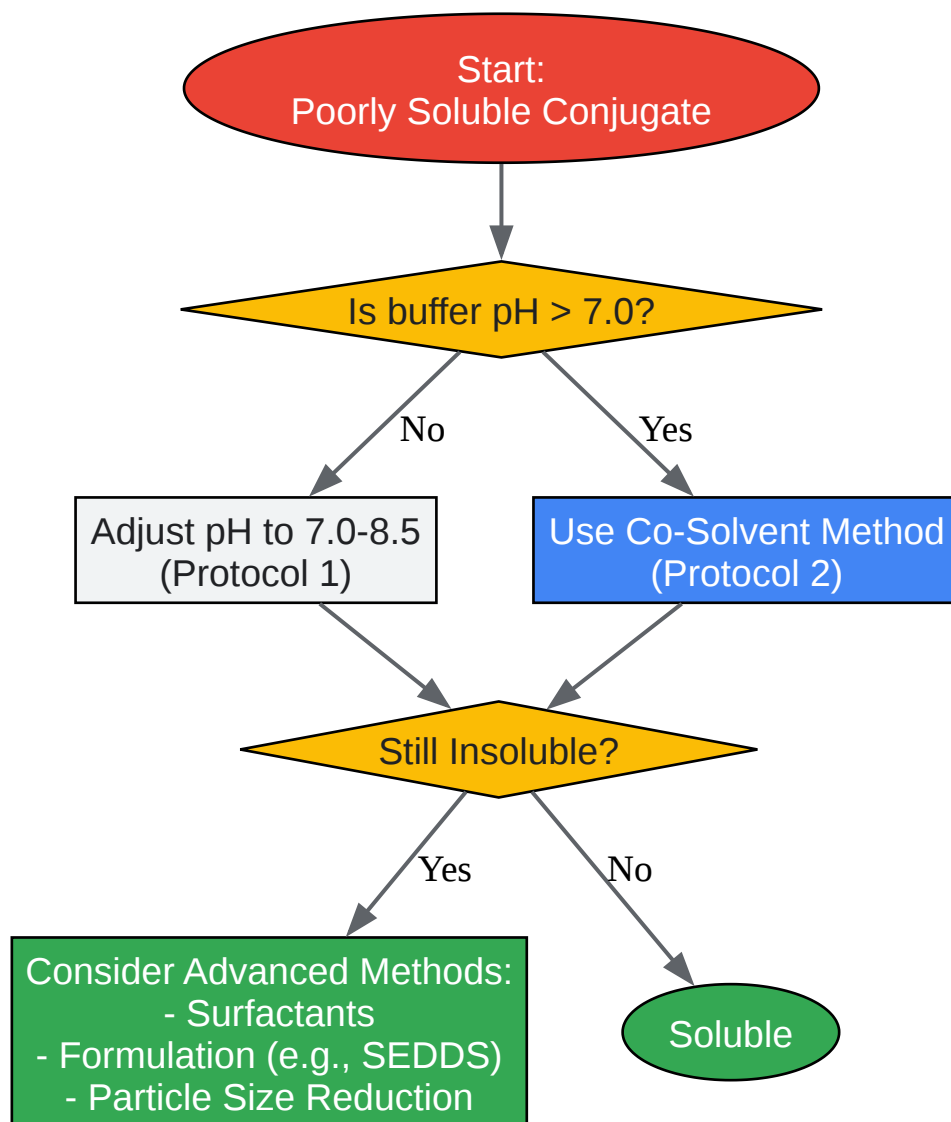 Start:
Poorly Soluble Conjugate
Is buffer pH > 7.0?
No
Yes
Adjust pH to 7.0-8.5
(Protocol 1)
Use Co-Solvent Method
(Protocol 2)
Still Insoluble?
Yes
No
Consider Advanced Methods:
- Surfactants
- Formulation (e.g., SEDDS)
- Particle Size Reduction
Soluble